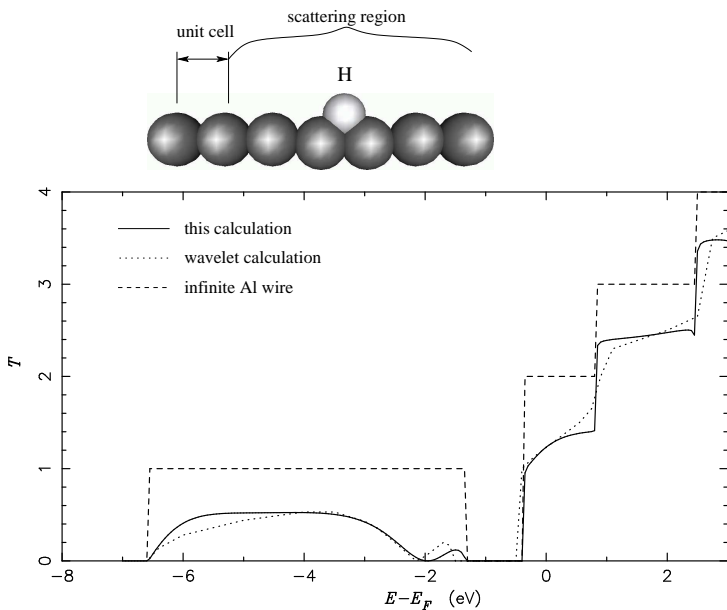 scattering region
unit cell
H
4
3
2
1
0
T
this calculation
wavelet calculation
infinite Al wire
−8 −6 −4 −2 0 2
E−E_F (eV)